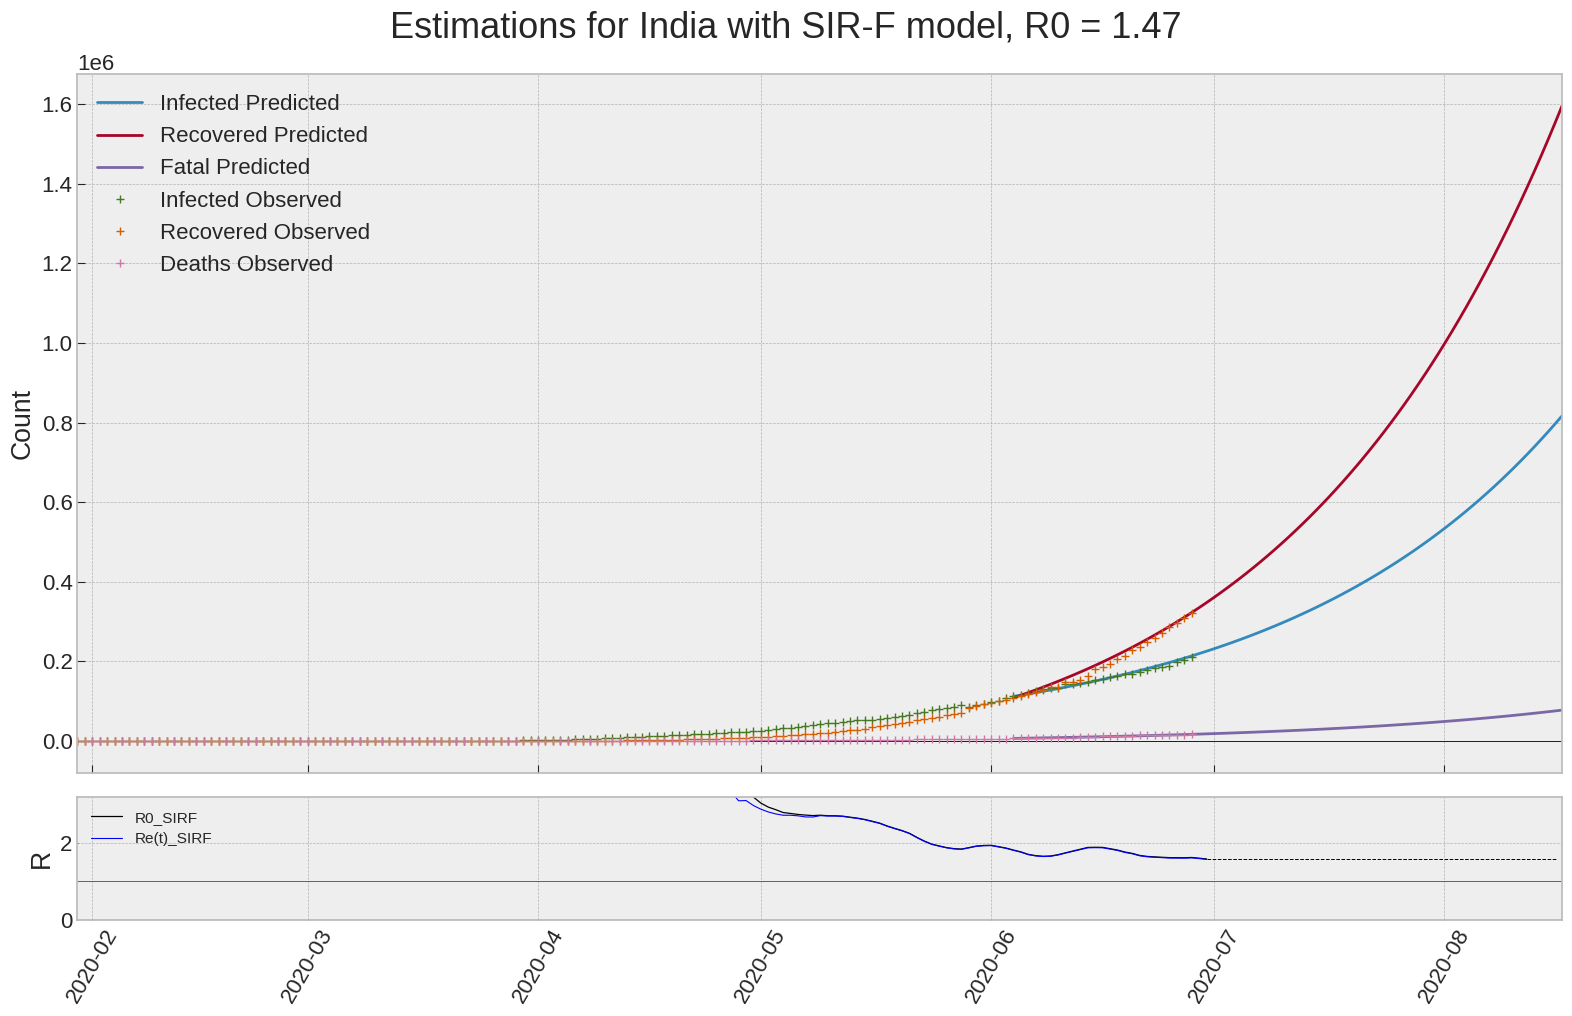 Estimations for India with SIR-F model, R0 = 1.47
1e6
Infected Predicted
Recovered Predicted
Fatal Predicted
Infected Observed
Recovered Observed
Deaths Observed
1.6
1.4
1.2
1.0
0.8
0.6
0.4
0.2
0.0
Count
R0_SIRF
Re(t)_SIRF
2
0
R
2020-02
2020-03
2020-04
2020-05
2020-06
2020-07
2020-08